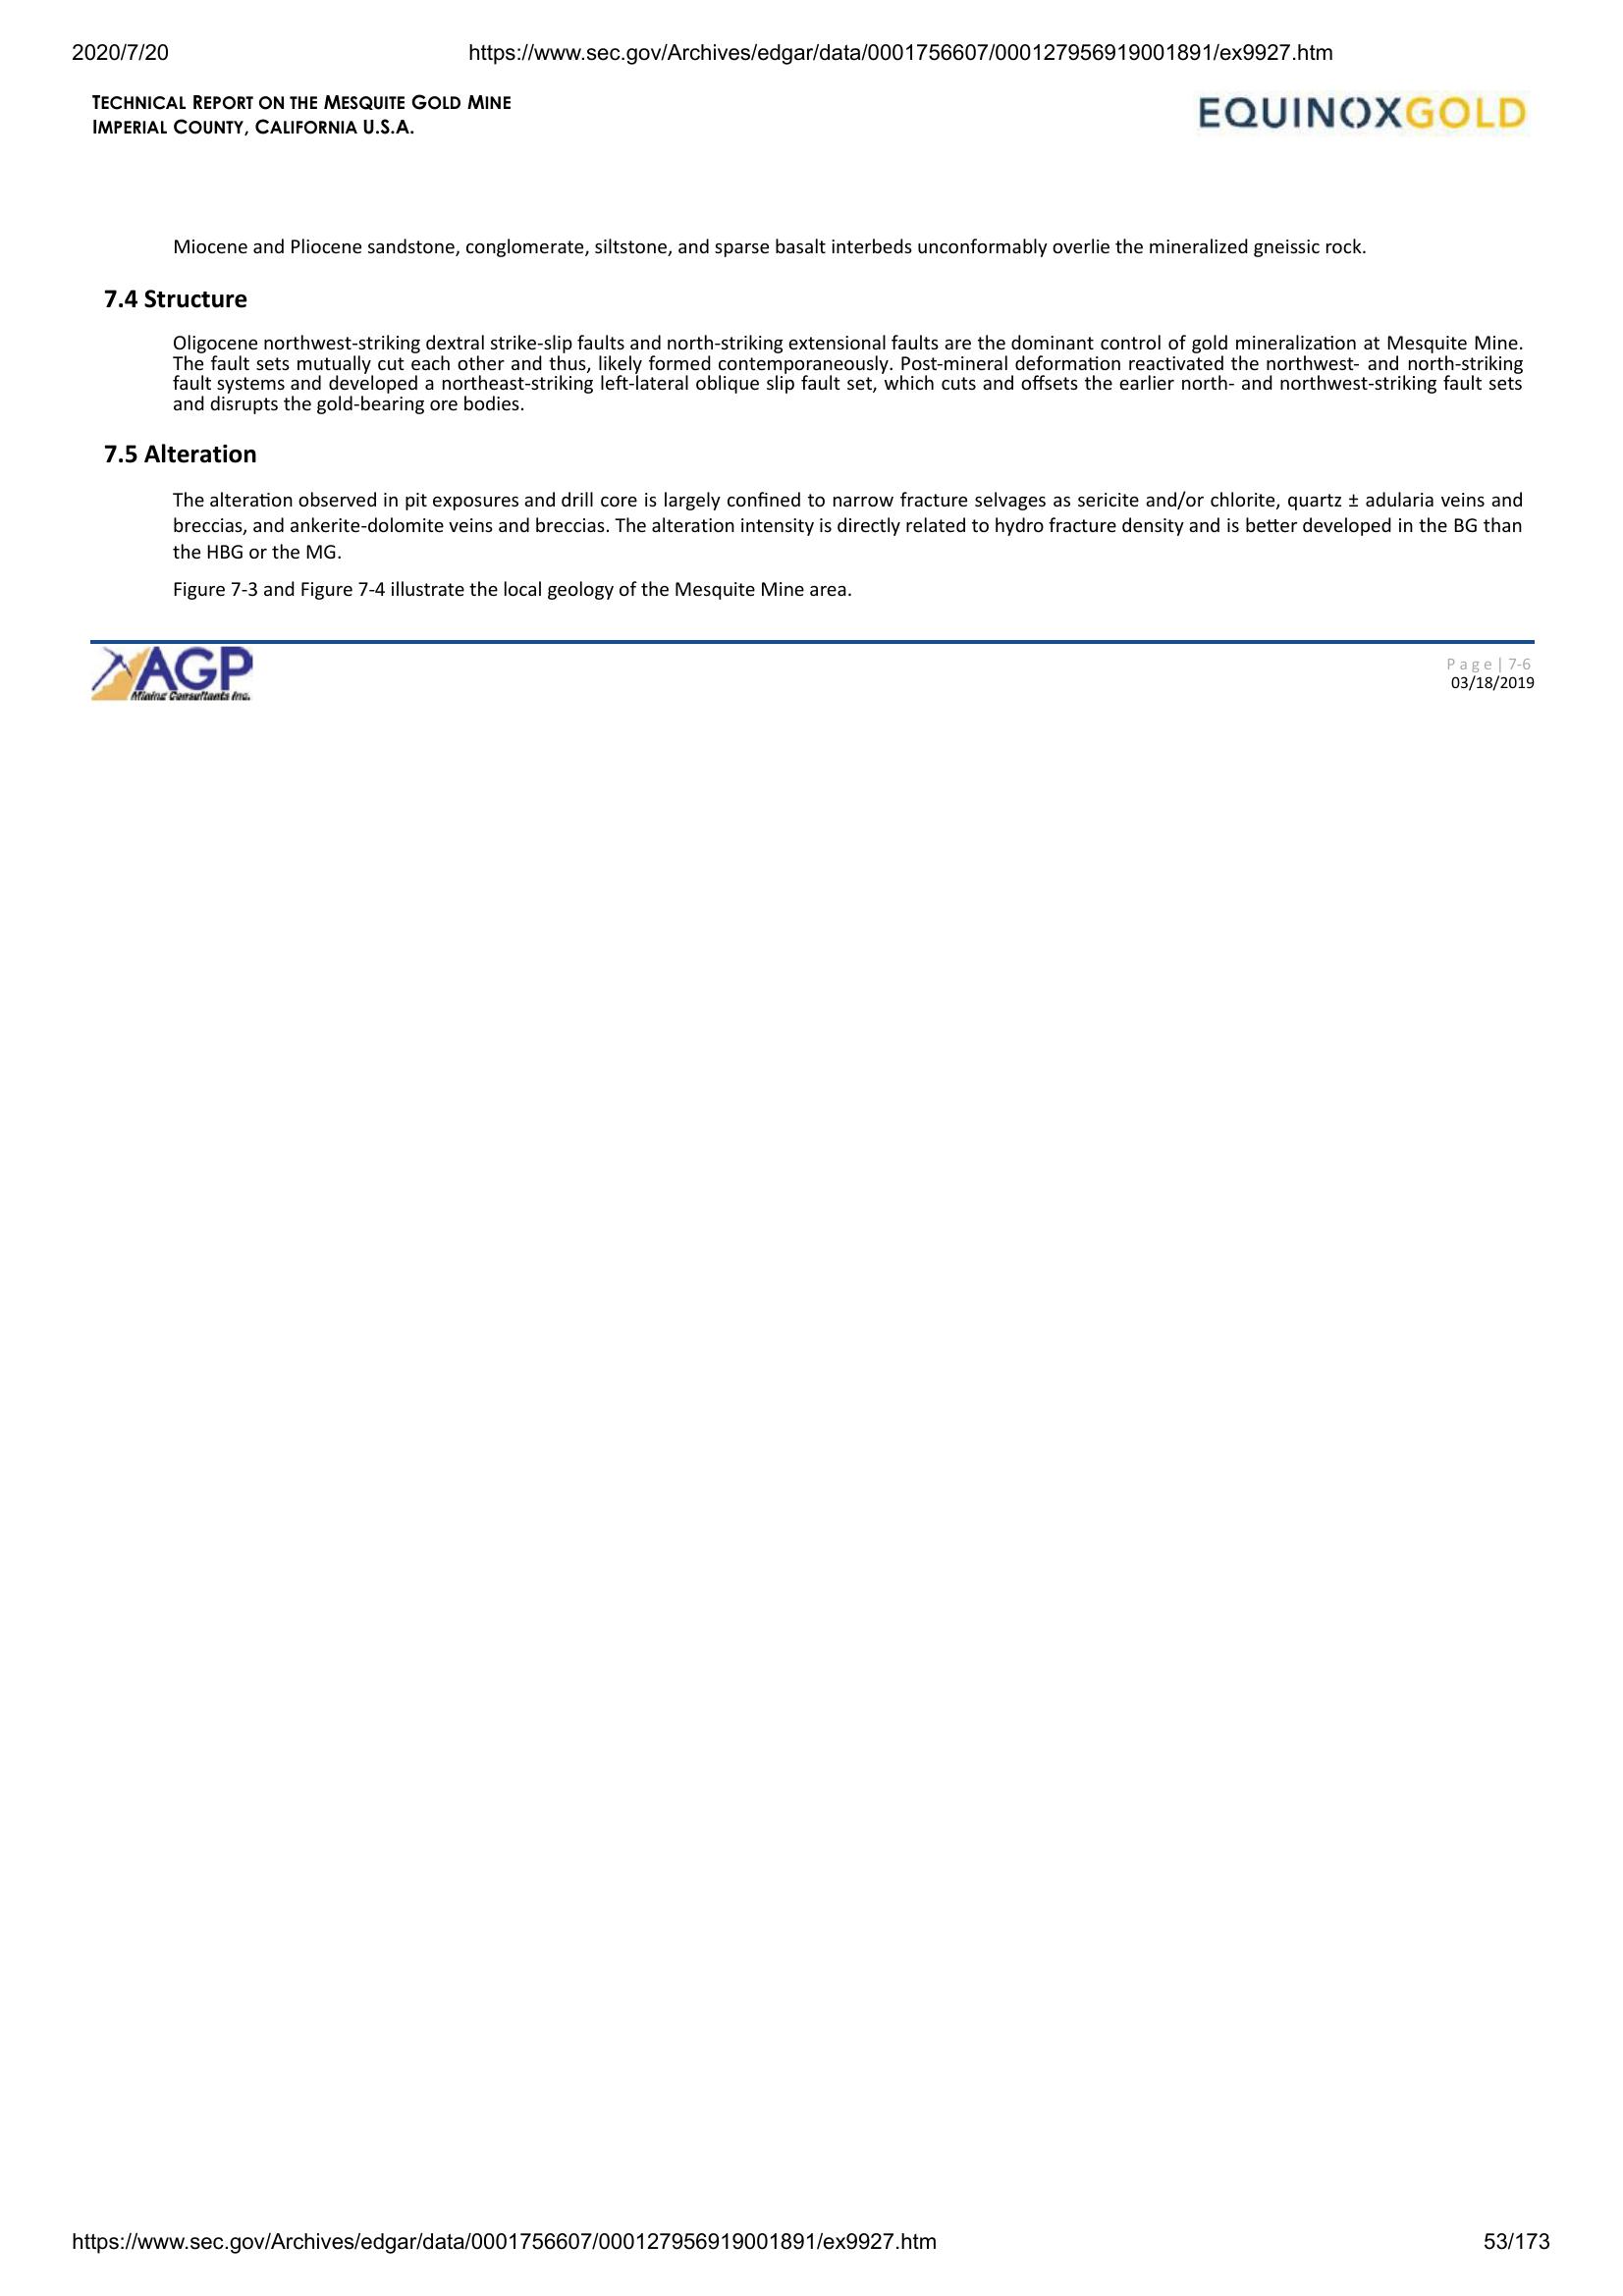 2020/7/20 https://www.sec.gov/Archives/edgar/data/0001756607/000127956919001891/ex9927.htm
TECHNICAL REPORT ON THE MESQUITE GOLD MINE
IMPERIAL COUNTY, CALIFORNIA U.S.A.
EQUINOXGOLD
Miocene and Pliocene sandstone, conglomerate, siltstone, and sparse basalt interbeds unconformably overlie the mineralized gneissic rock.
7.4 Structure
Oligocene northwest-striking dextral strike-slip faults and north-striking extensional faults are the dominant control of gold mineralization at Mesquite Mine.
The fault sets mutually cut each other and thus, likely formed contemporaneously. Post-mineral deformation reactivated the northwest- and north-striking
fault systems and developed a northeast-striking left-lateral oblique slip fault set, which cuts and offsets the earlier north- and northwest-striking fault sets
and disrupts the gold-bearing ore bodies.
7.5 Alteration
The alteration observed in pit exposures and drill core is largely confined to narrow fracture selvages as sericite and/or chlorite, quartz ± adularia veins and
breccias, and ankerite-dolomite veins and breccias. The alteration intensity is directly related to hydro fracture density and is better developed in the BG than
the HBG or the MG.
Figure 7-3 and Figure 7-4 illustrate the local geology of the Mesquite Mine area.
AGP
Mining Consultants Inc.
Page | 7-6
03/18/2019
https://www.sec.gov/Archives/edgar/data/0001756607/000127956919001891/ex9927.htm 53/173